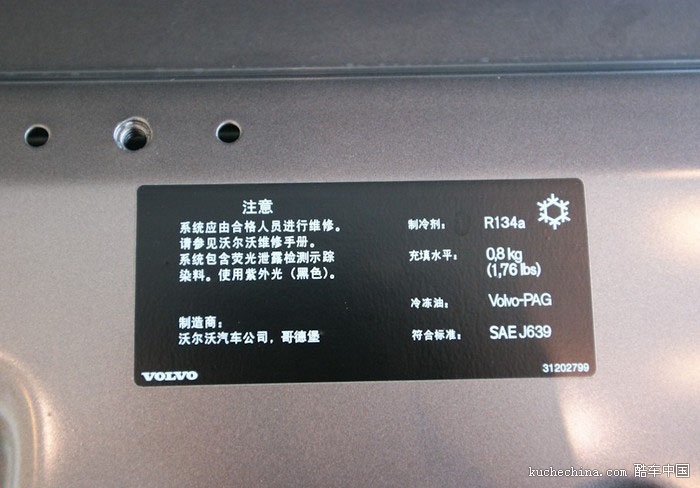 注意
系统应由合格人员进行维修。
请参见沃尔沃维修手册。
系统包含荧光泄露检测示踪
染料。使用紫外光（黑色）。
制造商：
沃尔沃汽车公司，哥德堡
制冷剂： R134a
充填水平： 0,8 kg
(1,76 lbs)
冷冻油： Volvo-PAG
符合标准： SAE J639
VOLVO
31202799
kuchechina.com 酷车中国